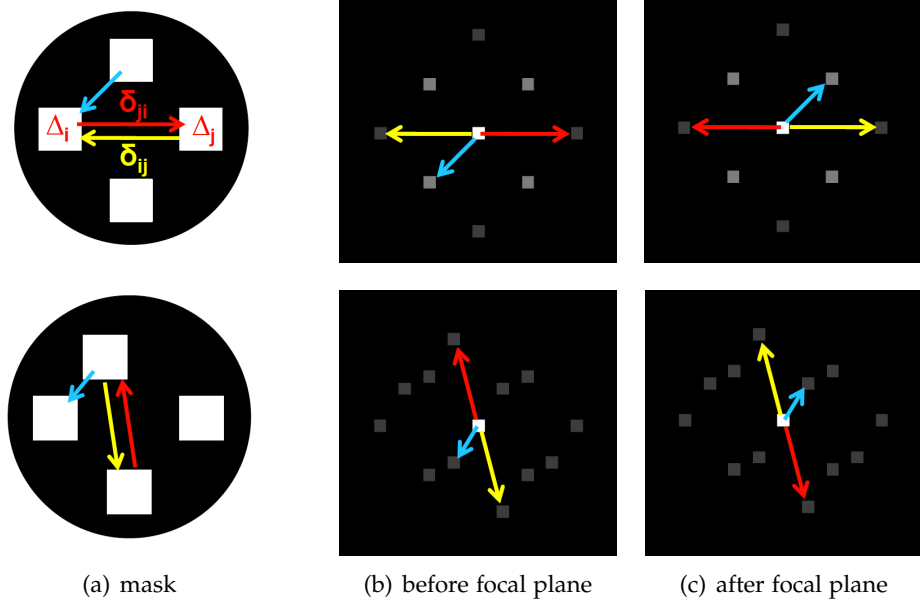 δji
Δi Δj
δij
(a) mask (b) before focal plane (c) after focal plane